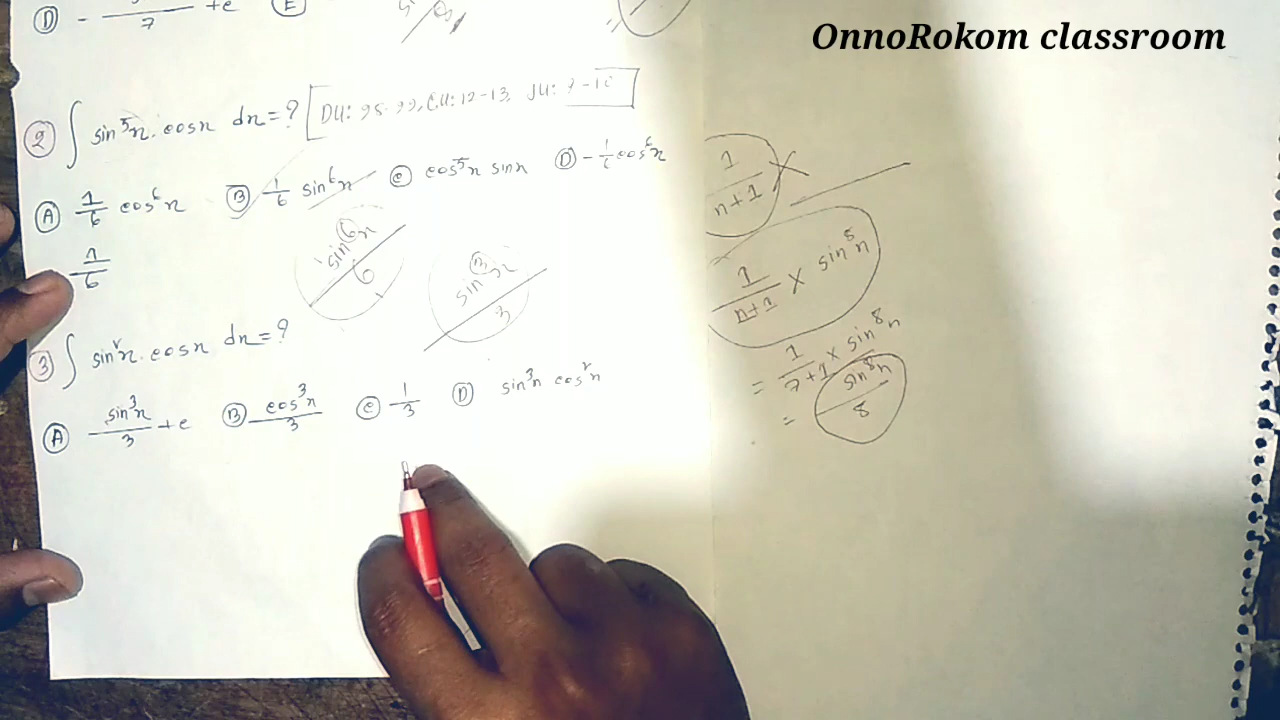 OnnoRokom classroom
Ⓓ - /7 + c Ⓔ
② ∫ sin⁵x. cosx dx = ?
Ⓐ 1/6 cos⁶x Ⓑ 1/6 sin⁶x Ⓒ cos⁵x sinx Ⓓ -1/6 cos⁶x
1/6
sin⁶x/6
sin³x/3
③ ∫ sin²x. cosx dx = ?
Ⓐ sin³x/3 + c Ⓑ cos³x/3 Ⓒ 1/3 Ⓓ sin³x cos²x
1/(n+1) ×
1/(n+1) × sin⁸x
= 1/(7+1) × sin⁸x
= sin⁸x/8